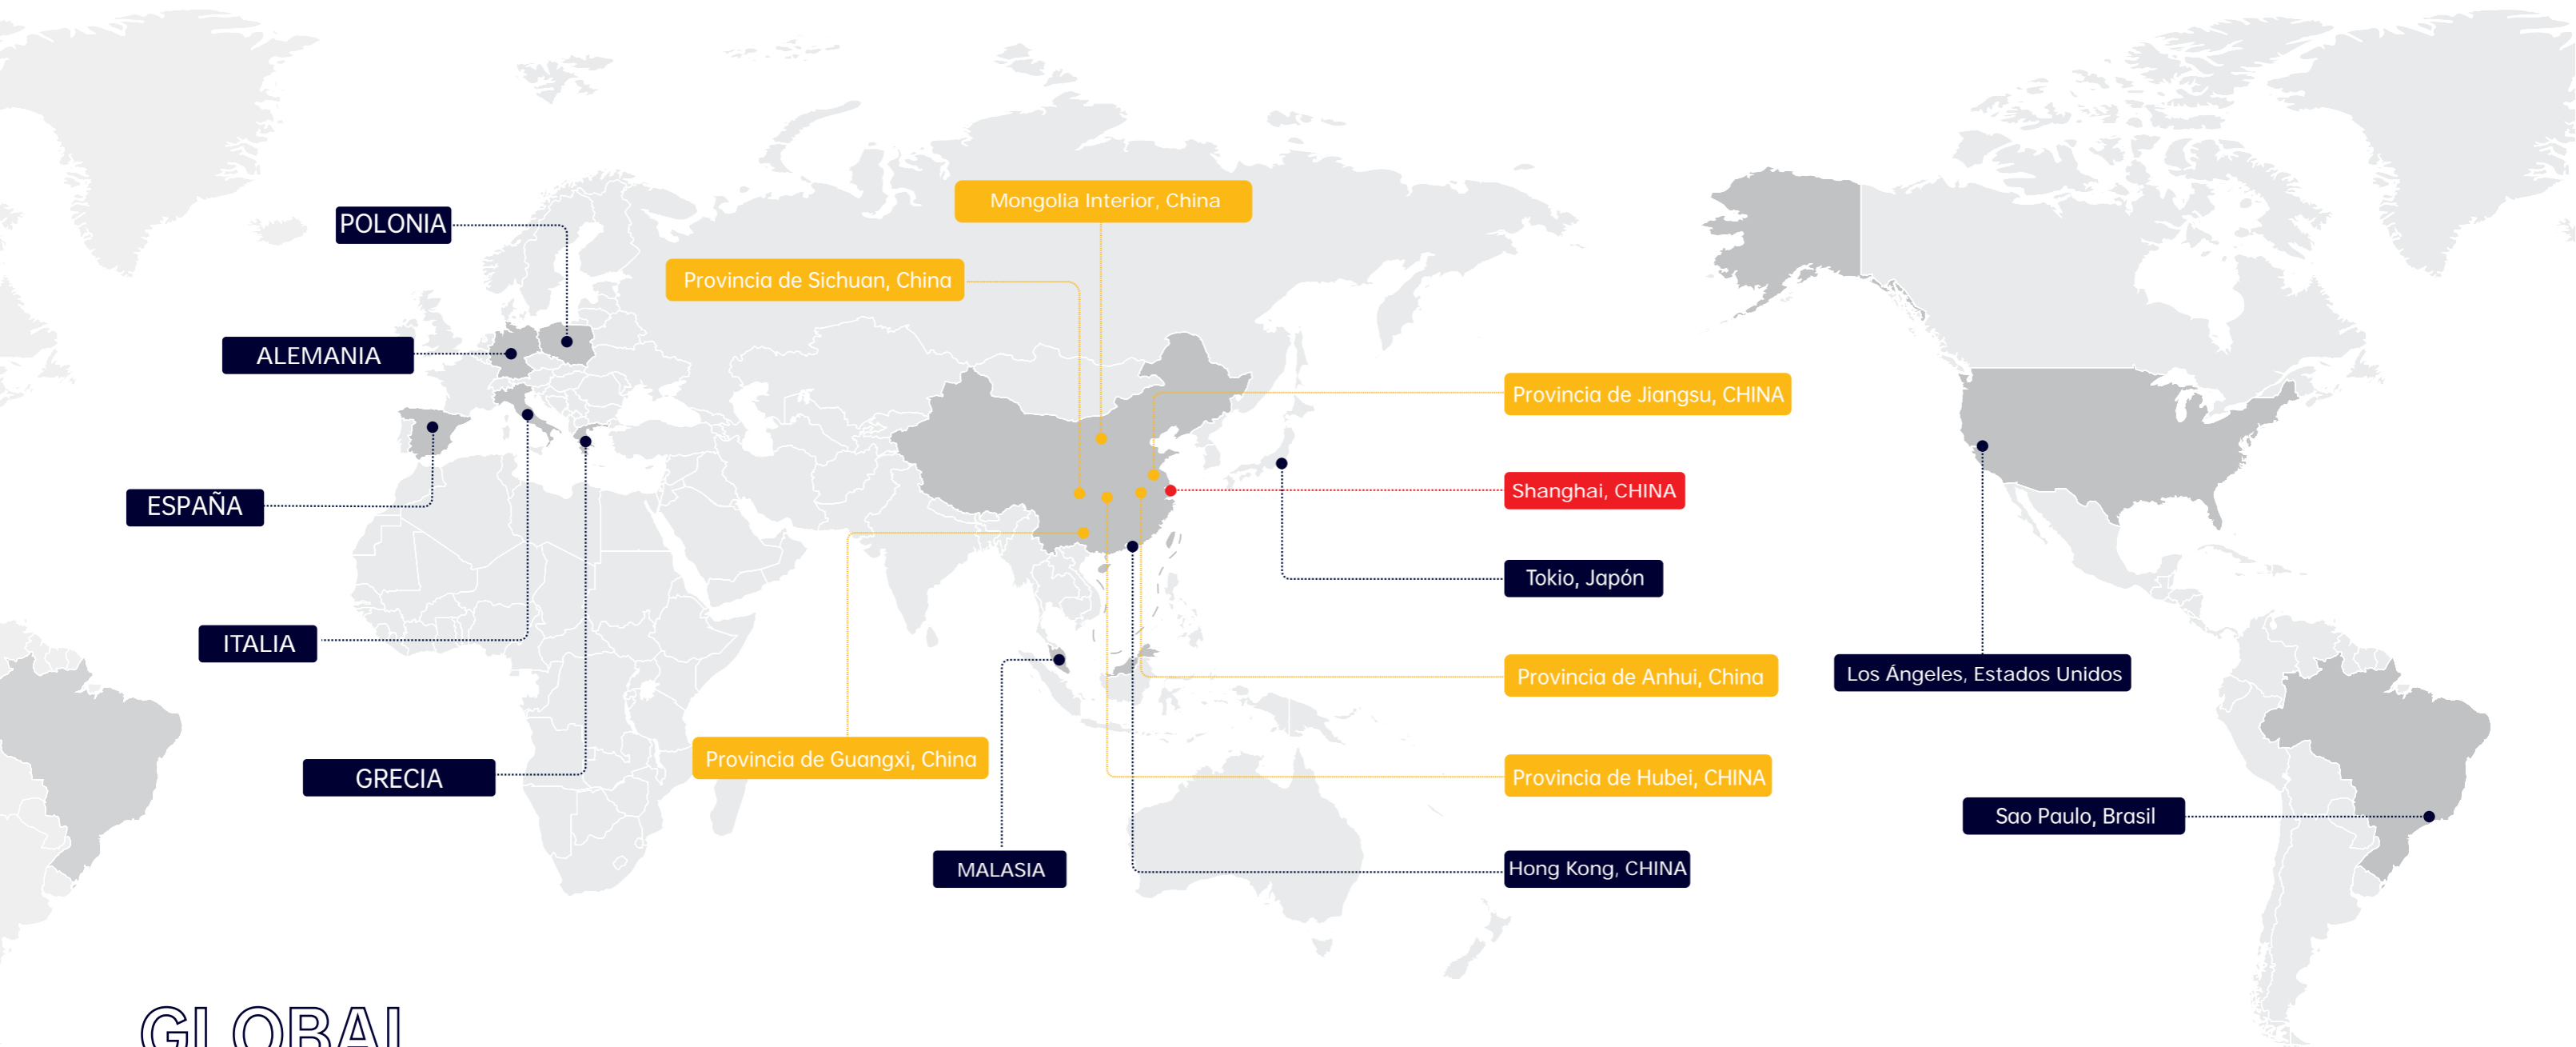 Mongolia Interior, China
POLONIA
Provincia de Sichuan, China
ALEMANIA
Provincia de Jiangsu, CHINA
Shanghai, CHINA
ESPAÑA
Tokio, Japón
ITALIA
Provincia de Anhui, China
Los Ángeles, Estados Unidos
Provincia de Guangxi, China
GRECIA
Provincia de Hubei, CHINA
Sao Paulo, Brasil
MALASIA
Hong Kong, CHINA
GLOBAL